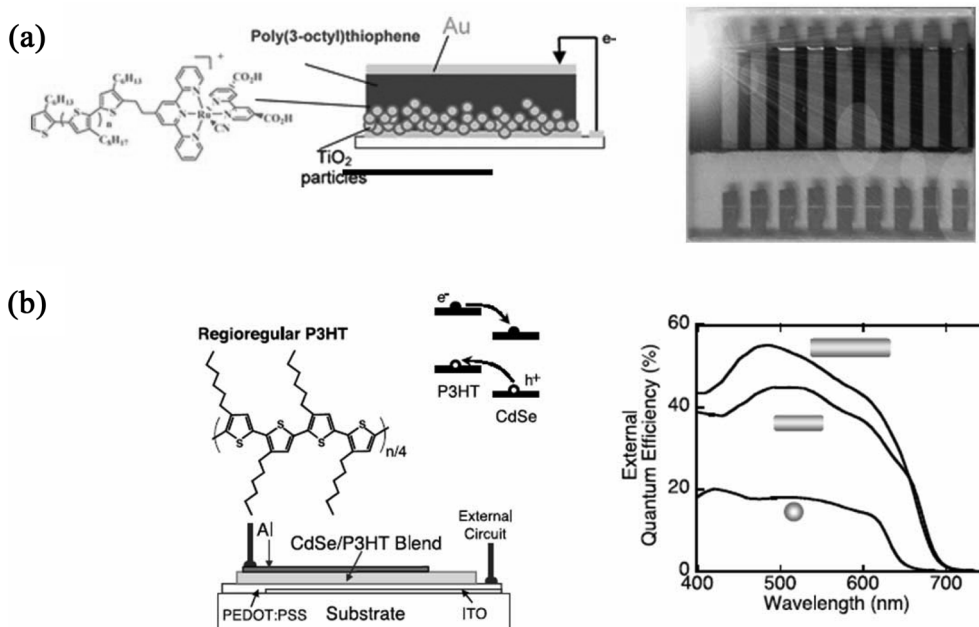 (a)
Poly(3-octyl)thiophene
Au
e-
C₆H₁₃
C₆H₁₃
n
C₈H₁₇
N
N
N
Ru
N
N
N
CN
+
CO₂H
CO₂H
TiO₂
particles
(b)
Regioregular P3HT
S
S
S
S
n/4
e-
P3HT
h+
CdSe
Al
CdSe/P3HT Blend
External
Circuit
PEDOT:PSS
Substrate
ITO
External
Quantum Efficiency (%)
60
40
20
0
400
500
600
700
Wavelength (nm)